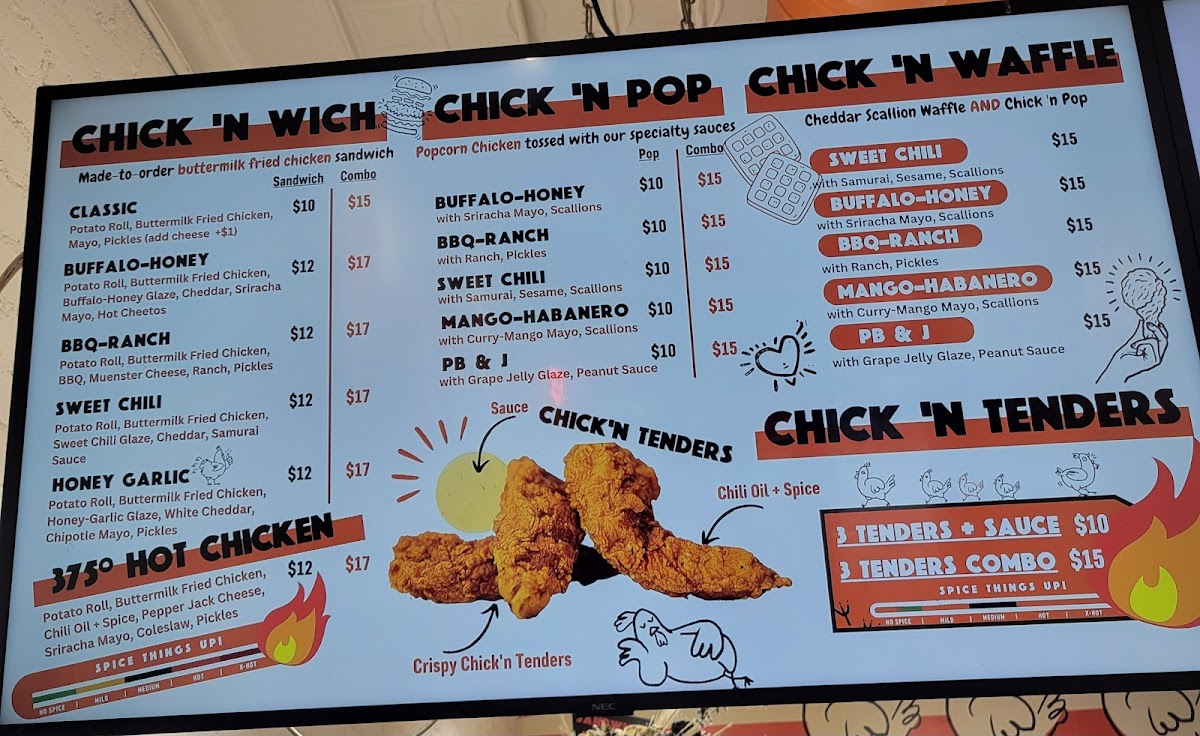 CHICK 'N WICH
Made-to-order buttermilk fried chicken sandwich
Sandwich Combo
CLASSIC $10 $15
Potato Roll, Buttermilk Fried Chicken,
Mayo, Pickles (add cheese +$1)
BUFFALO-HONEY $12 $17
Potato Roll, Buttermilk Fried Chicken,
Buffalo-Honey Glaze, Cheddar, Sriracha
Mayo, Hot Cheetos
BBQ-RANCH $12 $17
Potato Roll, Buttermilk Fried Chicken,
BBQ, Muenster Cheese, Ranch, Pickles
SWEET CHILI $12 $17
Potato Roll, Buttermilk Fried Chicken,
Sweet Chili Glaze, Cheddar, Samurai
Sauce
HONEY GARLIC $12 $17
Potato Roll, Buttermilk Fried Chicken,
Honey-Garlic Glaze, White Cheddar,
Chipotle Mayo, Pickles
375° HOT CHICKEN
$12 $17
Potato Roll, Buttermilk Fried Chicken,
Chili Oil + Spice, Pepper Jack Cheese,
Sriracha Mayo, Coleslaw, Pickles
SPICE THINGS UP!
NO SPICE | MILD | MEDIUM | HOT | X-HOT
CHICK 'N POP
Popcorn Chicken tossed with our specialty sauces
Pop Combo
BUFFALO-HONEY $10 $15
with Sriracha Mayo, Scallions
BBQ-RANCH $10 $15
with Ranch, Pickles
SWEET CHILI $10 $15
with Samurai, Sesame, Scallions
MANGO-HABANERO $10 $15
with Curry-Mango Mayo, Scallions
PB & J $10 $15
with Grape Jelly Glaze, Peanut Sauce
Sauce
CHICK'N TENDERS
Chili Oil + Spice
Crispy Chick'n Tenders
CHICK 'N WAFFLE
Cheddar Scallion Waffle AND Chick 'n Pop
SWEET CHILI $15
with Samurai, Sesame, Scallions
BUFFALO-HONEY $15
with Sriracha Mayo, Scallions
BBQ-RANCH $15
with Ranch, Pickles
MANGO-HABANERO $15
with Curry-Mango Mayo, Scallions
PB & J $15
with Grape Jelly Glaze, Peanut Sauce
CHICK 'N TENDERS
3 TENDERS + SAUCE $10
3 TENDERS COMBO $15
SPICE THINGS UP!
NO SPICE | MILD | MEDIUM | HOT | X-HOT
NEC